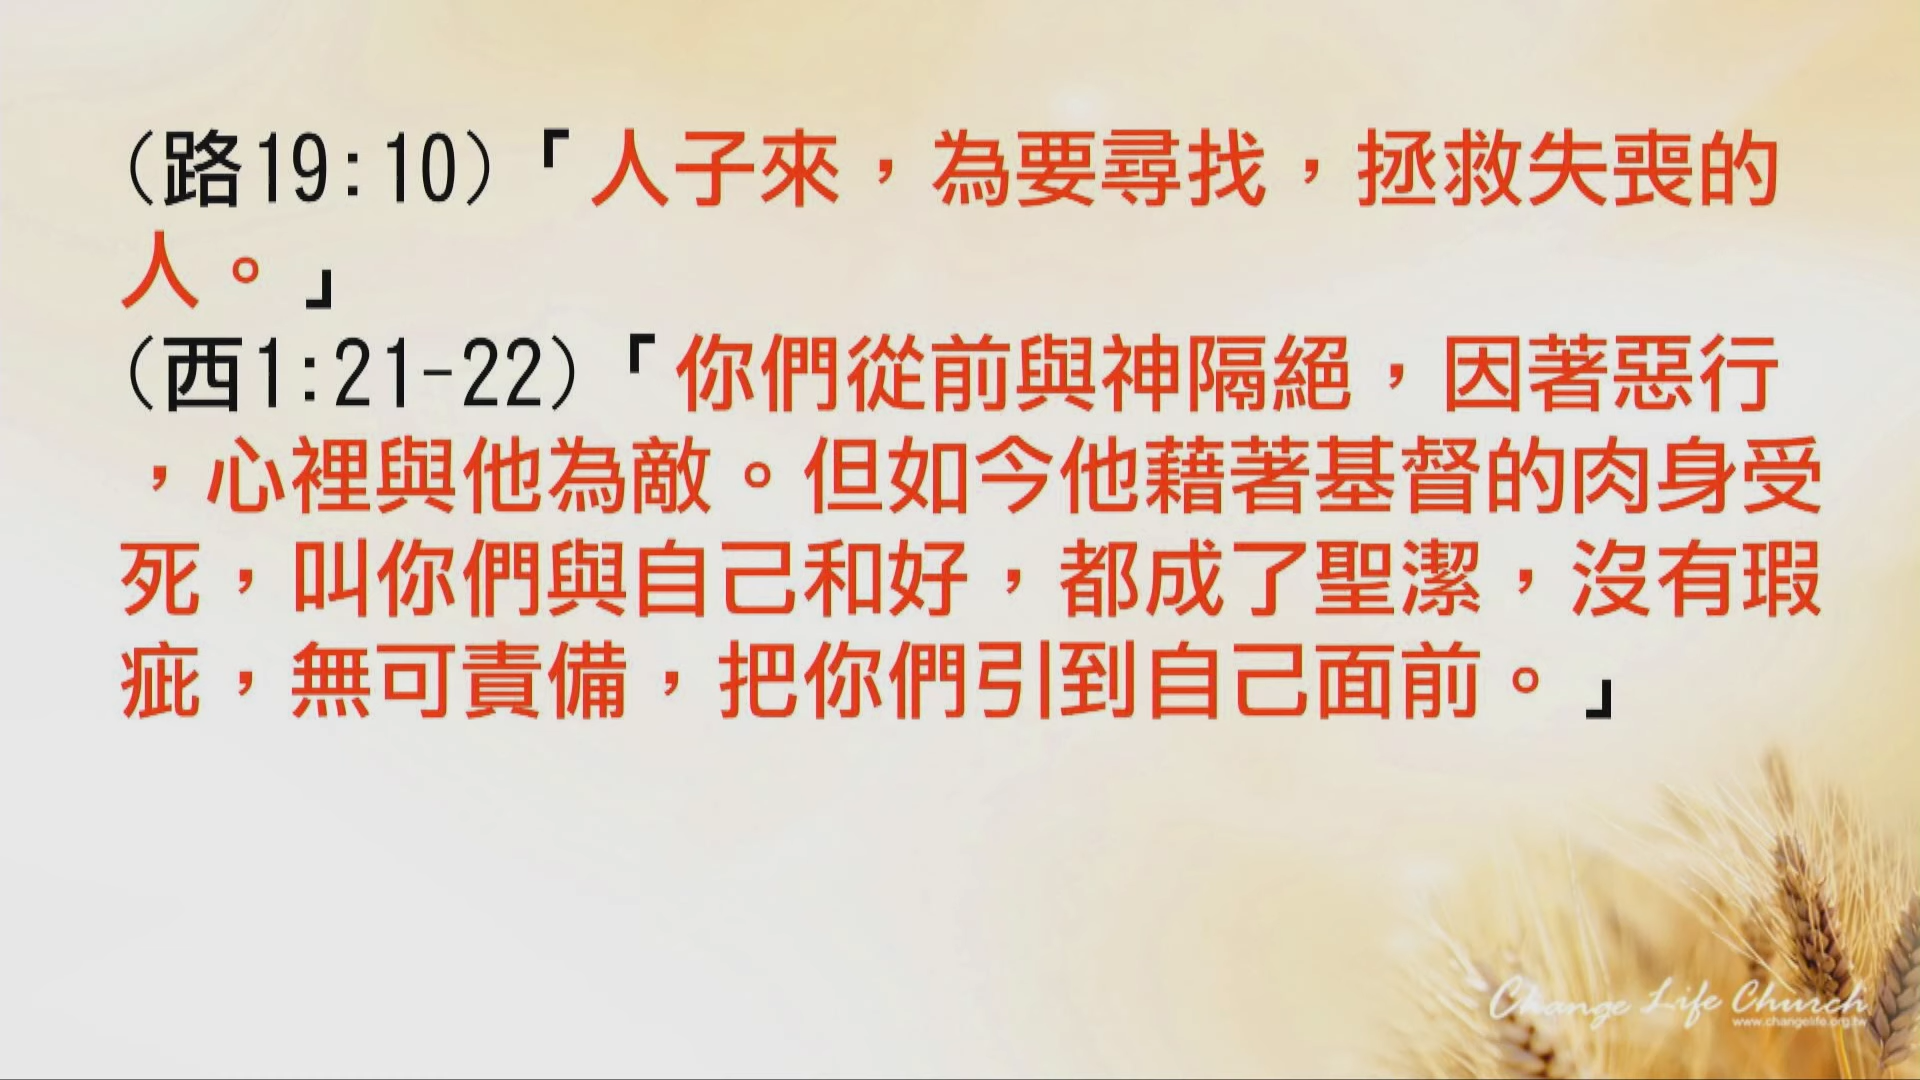 (路19:10)「人子來，為要尋找，拯救失喪的
人。」
(西1:21-22)「你們從前與神隔絕，因著惡行
，心裡與他為敵。但如今他藉著基督的肉身受
死，叫你們與自己和好，都成了聖潔，沒有瑕
疵，無可責備，把你們引到自己面前。」
Change Life Church
www.changelife.org.tw